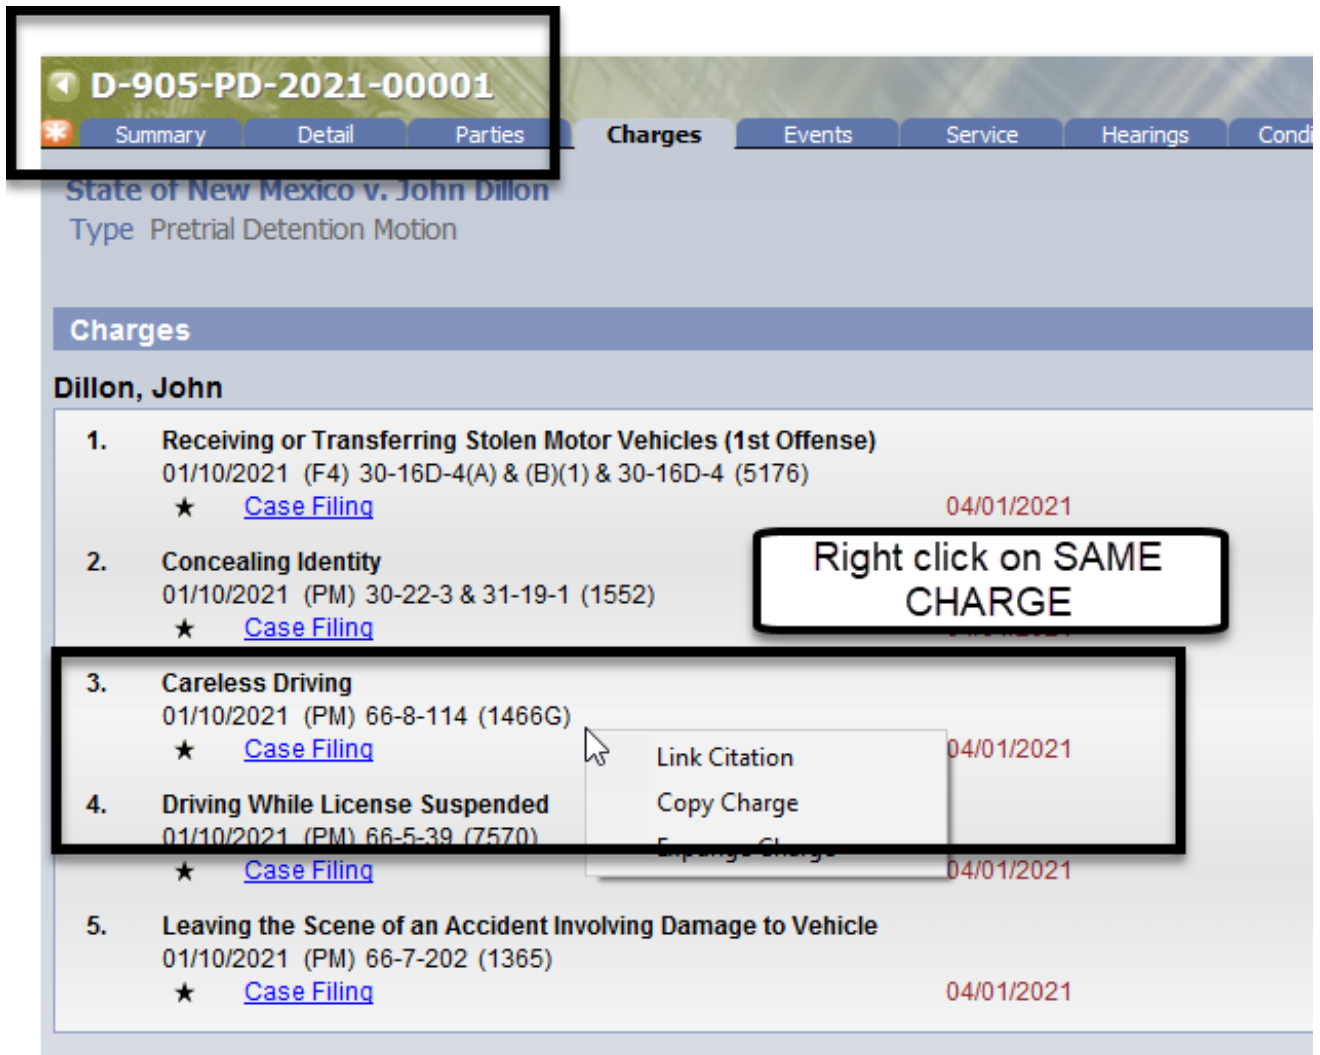 D-905-PD-2021-00001
Summary Detail Parties Charges Events Service Hearings Condi
State of New Mexico v. John Dillon
Type Pretrial Detention Motion
Charges
Dillon, John
1. Receiving or Transferring Stolen Motor Vehicles (1st Offense)
01/10/2021 (F4) 30-16D-4(A) & (B)(1) & 30-16D-4 (5176)
★ Case Filing 04/01/2021
Right click on SAME
CHARGE
2. Concealing Identity
01/10/2021 (PM) 30-22-3 & 31-19-1 (1552)
★ Case Filing
3. Careless Driving
01/10/2021 (PM) 66-8-114 (1466G)
★ Case Filing 04/01/2021
Link Citation
Copy Charge
Expunge Charge
4. Driving While License Suspended
01/10/2021 (PM) 66-5-39 (7570)
★ Case Filing 04/01/2021
5. Leaving the Scene of an Accident Involving Damage to Vehicle
01/10/2021 (PM) 66-7-202 (1365)
★ Case Filing 04/01/2021